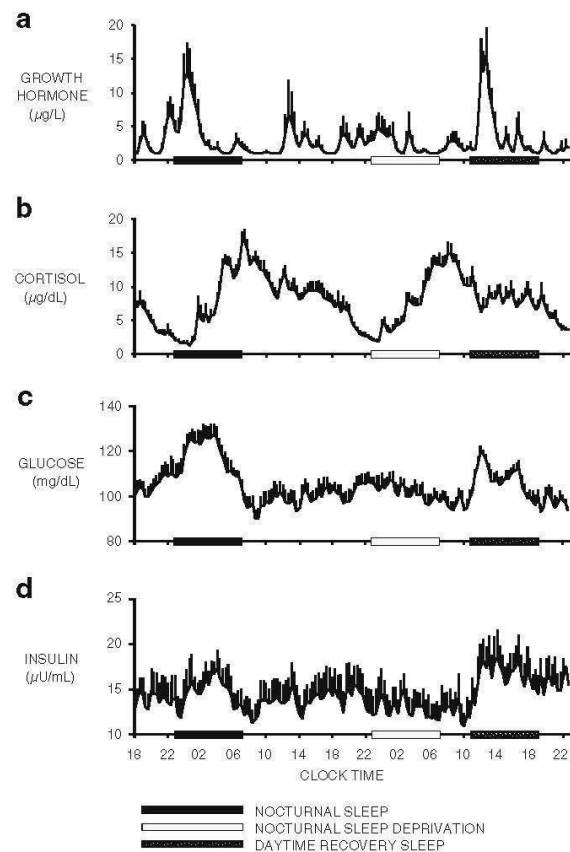 a
20
15
10
5
0
GROWTH
HORMONE
(µg/L)
b
20
15
10
5
0
CORTISOL
(µg/dL)
c
140
120
100
80
GLUCOSE
(mg/dL)
d
25
20
15
10
INSULIN
(µU/mL)
18 22 02 06 10 14 18 22 02 06 10 14 18 22
CLOCK TIME
NOCTURNAL SLEEP
NOCTURNAL SLEEP DEPRIVATION
DAYTIME RECOVERY SLEEP